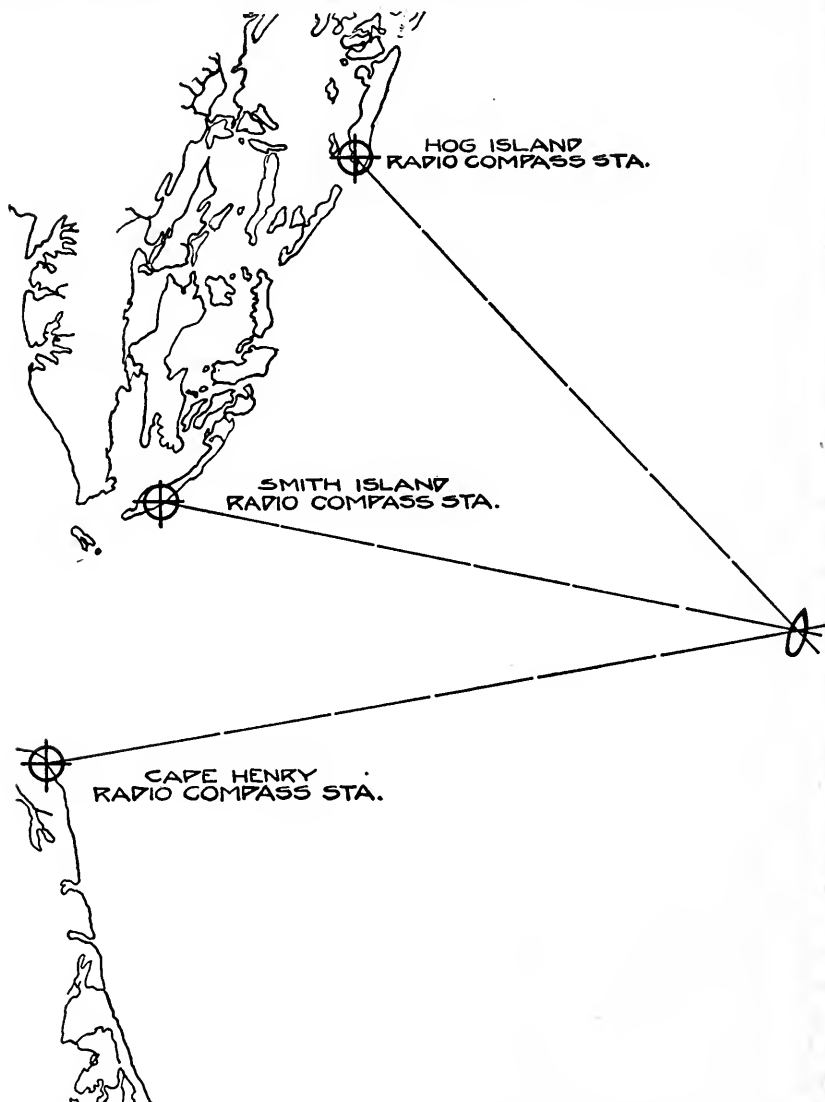 HOG ISLAND
RADIO COMPASS STA.
SMITH ISLAND
RADIO COMPASS STA.
CAPE HENRY
RADIO COMPASS STA.